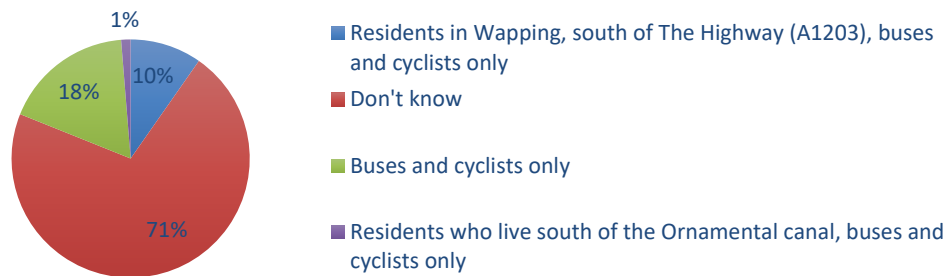 1%
10%
18%
71%
Residents in Wapping, south of The Highway (A1203), buses
and cyclists only
Don't know
Buses and cyclists only
Residents who live south of the Ornamental canal, buses and
cyclists only